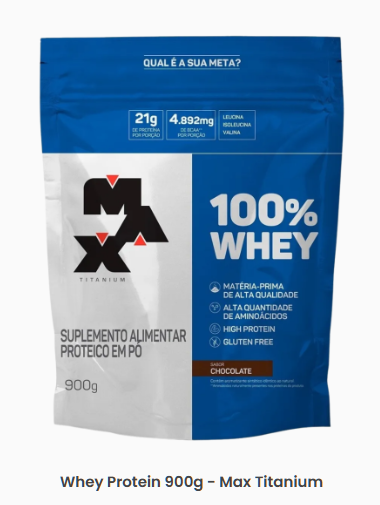 QUAL É A SUA META?
21g
DE PROTEÍNA
POR PORÇÃO
4.892mg
DE BCAA**
POR PORÇÃO
LEUCINA
ISOLEUCINA
VALINA
MAX
TITANIUM
100%
WHEY
MATÉRIA-PRIMA
DE ALTA QUALIDADE
ALTA QUANTIDADE
DE AMINOÁCIDOS
HIGH PROTEIN
GLUTEN FREE
SUPLEMENTO ALIMENTAR
PROTEICO EM PÓ
900g
SABOR
CHOCOLATE
Whey Protein 900g - Max Titanium